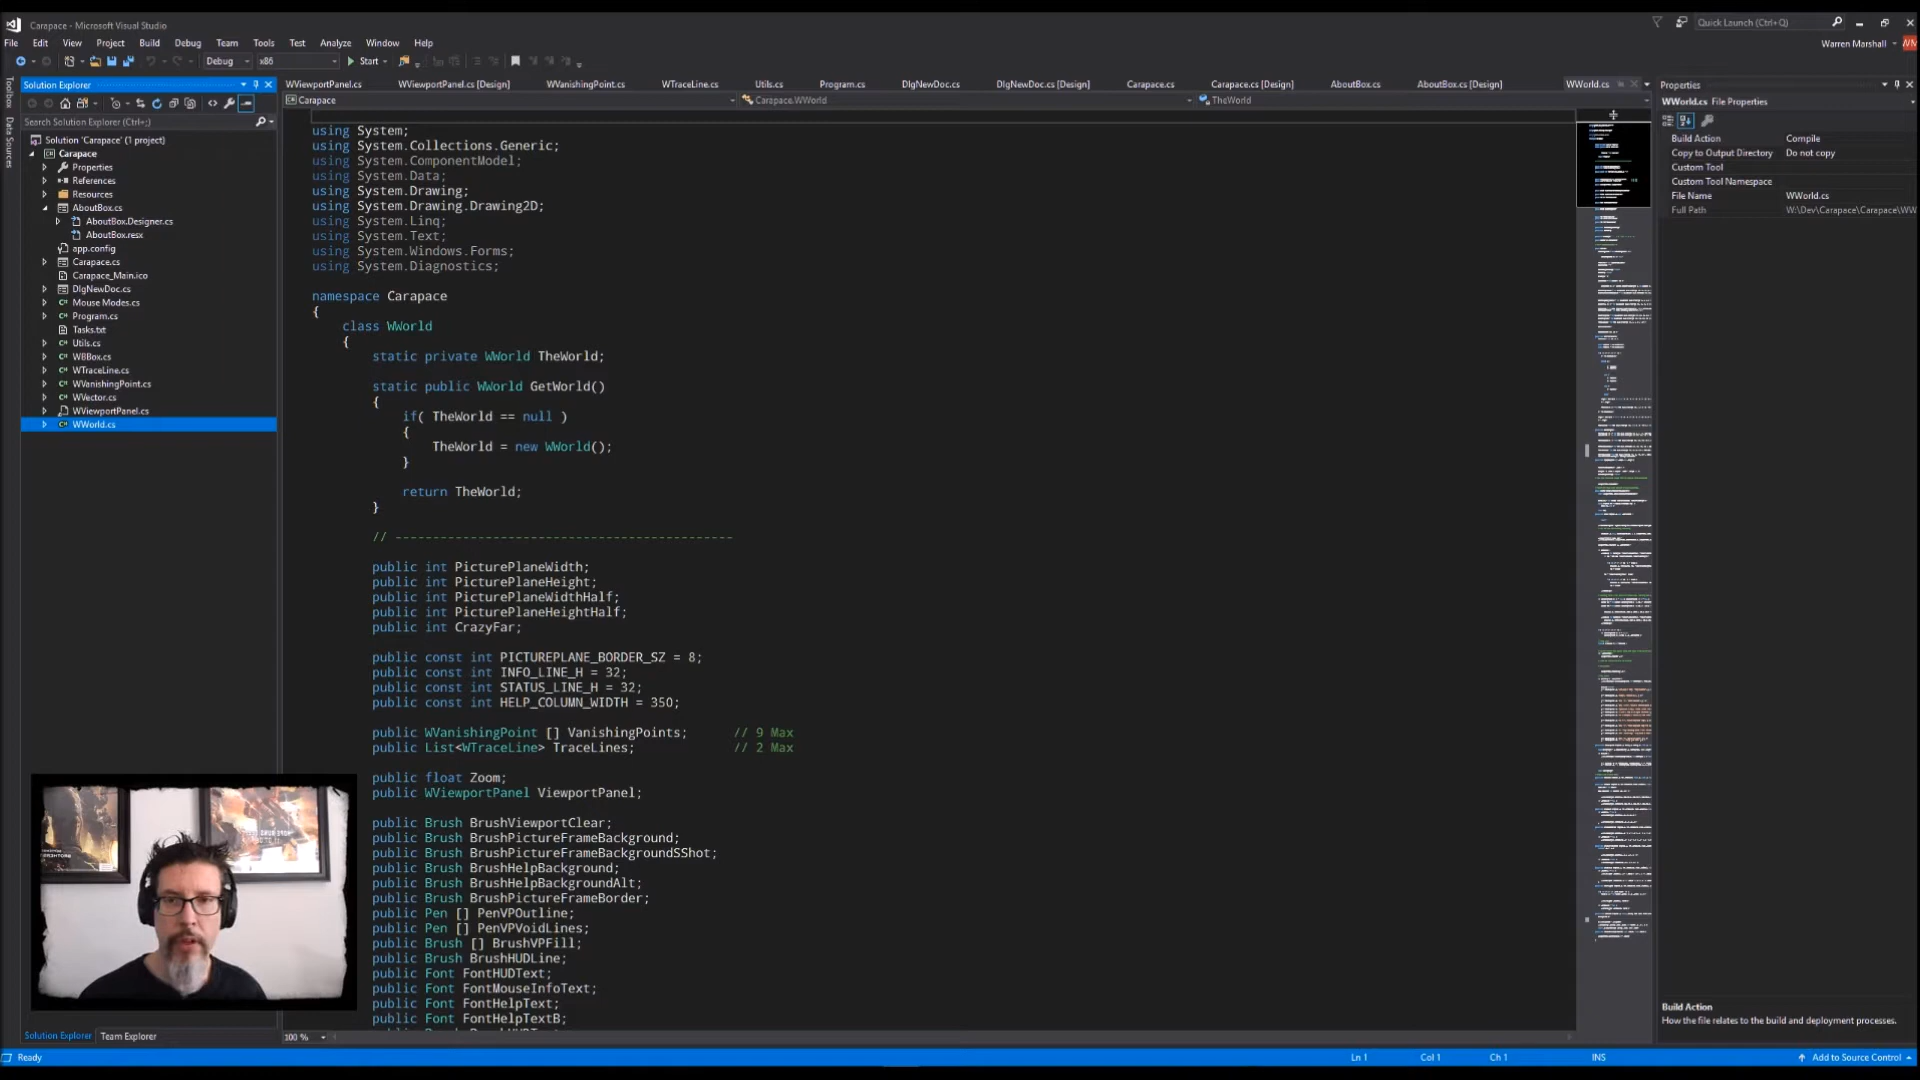 Carapace - Microsoft Visual Studio
Quick Launch (Ctrl+Q)
File Edit View Project Build Debug Team Tools Test Analyze Window Help
Warren Marshall
Debug x86 Start
Toolbox
Data Sources
Solution Explorer
Search Solution Explorer (Ctrl+;)
Solution 'Carapace' (1 project)
Carapace
Properties
References
Resources
AboutBox.cs
AboutBox.Designer.cs
AboutBox.resx
app.config
Carapace.cs
Carapace_Main.ico
DlgNewDoc.cs
Mouse Modes.cs
Program.cs
Tasks.txt
Utils.cs
WBBox.cs
WTraceLine.cs
WVanishingPoint.cs
WVector.cs
WViewportPanel.cs
WWorld.cs
Solution Explorer Team Explorer
WViewportPanel.cs WViewportPanel.cs [Design] WVanishingPoint.cs WTraceLine.cs Utils.cs Program.cs DlgNewDoc.cs DlgNewDoc.cs [Design] Carapace.cs Carapace.cs [Design] AboutBox.cs AboutBox.cs [Design] WWorld.cs
Carapace Carapace.WWorld TheWorld
using System;
using System.Collections.Generic;
using System.ComponentModel;
using System.Data;
using System.Drawing;
using System.Drawing.Drawing2D;
using System.Linq;
using System.Text;
using System.Windows.Forms;
using System.Diagnostics;
namespace Carapace
{
class WWorld
{
static private WWorld TheWorld;
static public WWorld GetWorld()
{
if( TheWorld == null )
{
TheWorld = new WWorld();
}
return TheWorld;
}
// ---------------------------------------------
public int PicturePlaneWidth;
public int PicturePlaneHeight;
public int PicturePlaneWidthHalf;
public int PicturePlaneHeightHalf;
public int CrazyFar;
public const int PICTUREPLANE_BORDER_SZ = 8;
public const int INFO_LINE_H = 32;
public const int STATUS_LINE_H = 32;
public const int HELP_COLUMN_WIDTH = 350;
public WVanishingPoint [] VanishingPoints; // 9 Max
public List<WTraceLine> TraceLines; // 2 Max
public float Zoom;
public WViewportPanel ViewportPanel;
public Brush BrushViewportClear;
public Brush BrushPictureFrameBackground;
public Brush BrushPictureFrameBackgroundSShot;
public Brush BrushHelpBackground;
public Brush BrushHelpBackgroundAlt;
public Brush BrushPictureFrameBorder;
public Pen [] PenVPOutline;
public Pen [] PenVPVoidLines;
public Brush [] BrushVPFill;
public Brush BrushHUDLine;
public Font FontHUDText;
public Font FontMouseInfoText;
public Font FontHelpText;
public Font FontHelpTextB;
100 %
Properties
WWorld.cs File Properties
Build Action Compile
Copy to Output Directory Do not copy
Custom Tool
Custom Tool Namespace
File Name WWorld.cs
Full Path W:\Dev\Carapace\Carapace\WW
Build Action
How the file relates to the build and deployment processes.
Ready Ln 1 Col 1 Ch 1 INS Add to Source Control